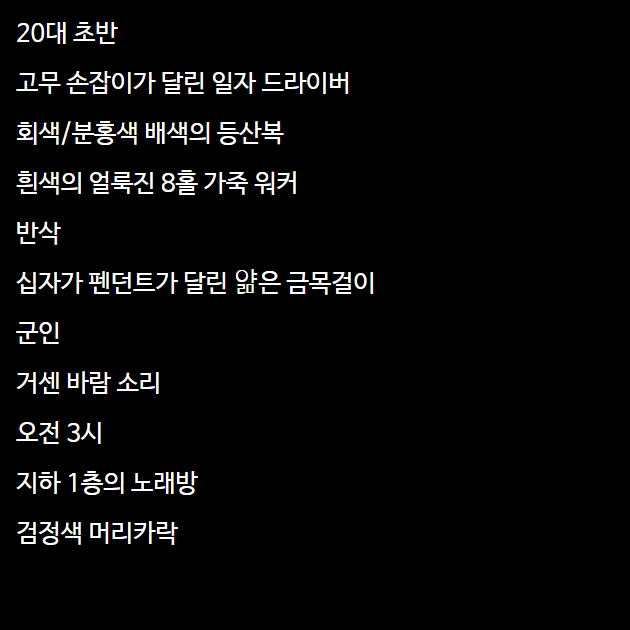 20대 초반
고무 손잡이가 달린 일자 드라이버
회색/분홍색 배색의 등산복
흰색의 얼룩진 8홀 가죽 워커
반삭
십자가 펜던트가 달린 얆은 금목걸이
군인
거센 바람 소리
오전 3시
지하 1층의 노래방
검정색 머리카락